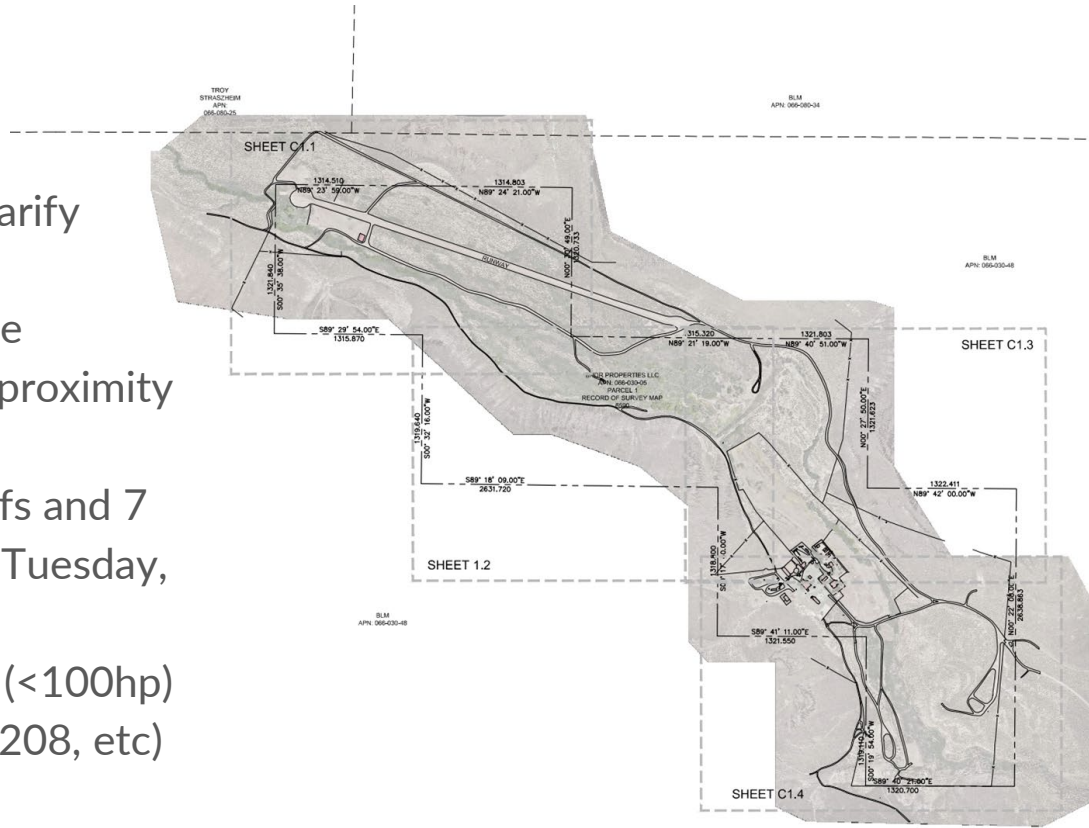 arify
e
proximity
fs and 7
Tuesday,
(<100hp)
208, etc)
TROY
STRASZHEIM
APN:
066-080-25
BLM
APN: 066-080-34
SHEET C1.1
1314.510
N89° 23' 59.00"W
1314.803
N89° 24' 21.00"W
1320.733
RUNWAY
1321.840
S00° 35' 38.00"W
BLM
APN: 066-030-48
S89° 29' 54.00"E
1315.870
315.320
N89° 21' 19.00"W
1321.803
N89° 40' 51.00"W
SHEET C1.3
PROPERTIES LLC
APN: 066-030-05
PARCEL 1
RECORD OF SURVEY MAP
1319.640
S00° 32' 16.00"W
N00° 27' 50.00"E
1321.623
S89° 18' 09.00"E
2631.720
1322.411
N89° 42' 00.00"W
SHEET 1.2
1318.800
BLM
APN: 066-030-48
S89° 41' 11.00"E
1321.550
N00° 22' 08.00"E
2638.863
1319.110
S00° 19' 54.00"W
S89° 40' 21.00"E
1320.700
SHEET C1.4